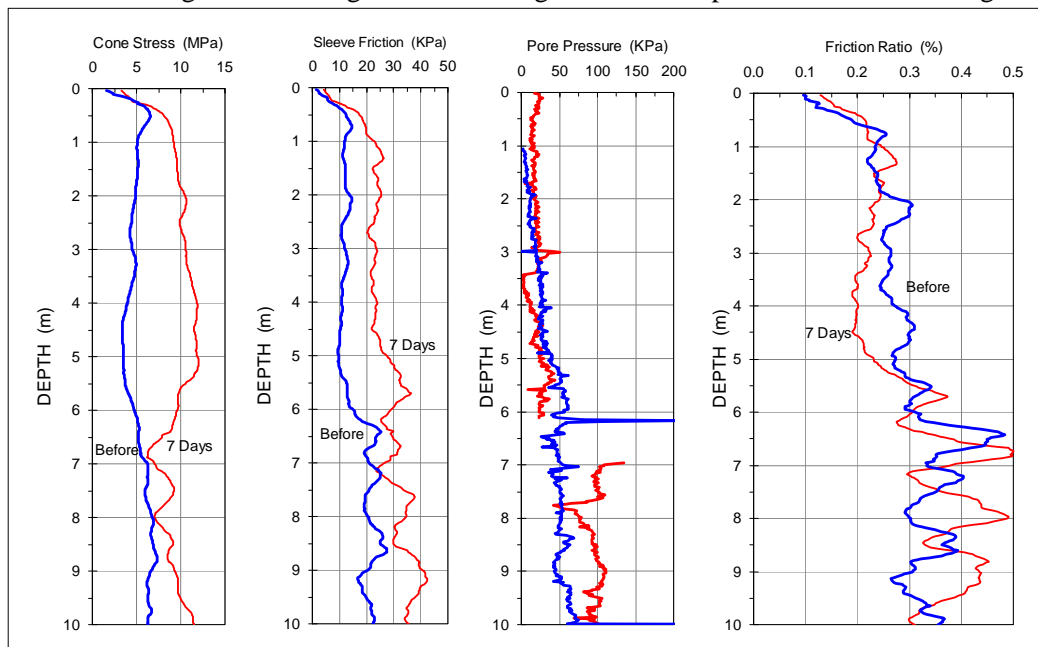 Cone Stress (MPa)
0 5 10 15
Sleeve Friction (KPa)
0 10 20 30 40 50
Pore Pressure (KPa)
0 50 100 150 200
Friction Ratio (%)
0.0 0.1 0.2 0.3 0.4 0.5
DEPTH (m)
0
1
2
3
4
5
6
7
8
9
10
Before
7 Days
DEPTH (m)
0
1
2
3
4
5
6
7
8
9
10
7 Days
Before
DEPTH (m)
0
1
2
3
4
5
6
7
8
9
10
DEPTH (m)
0
1
2
3
4
5
6
7
8
9
10
Before
7 Days